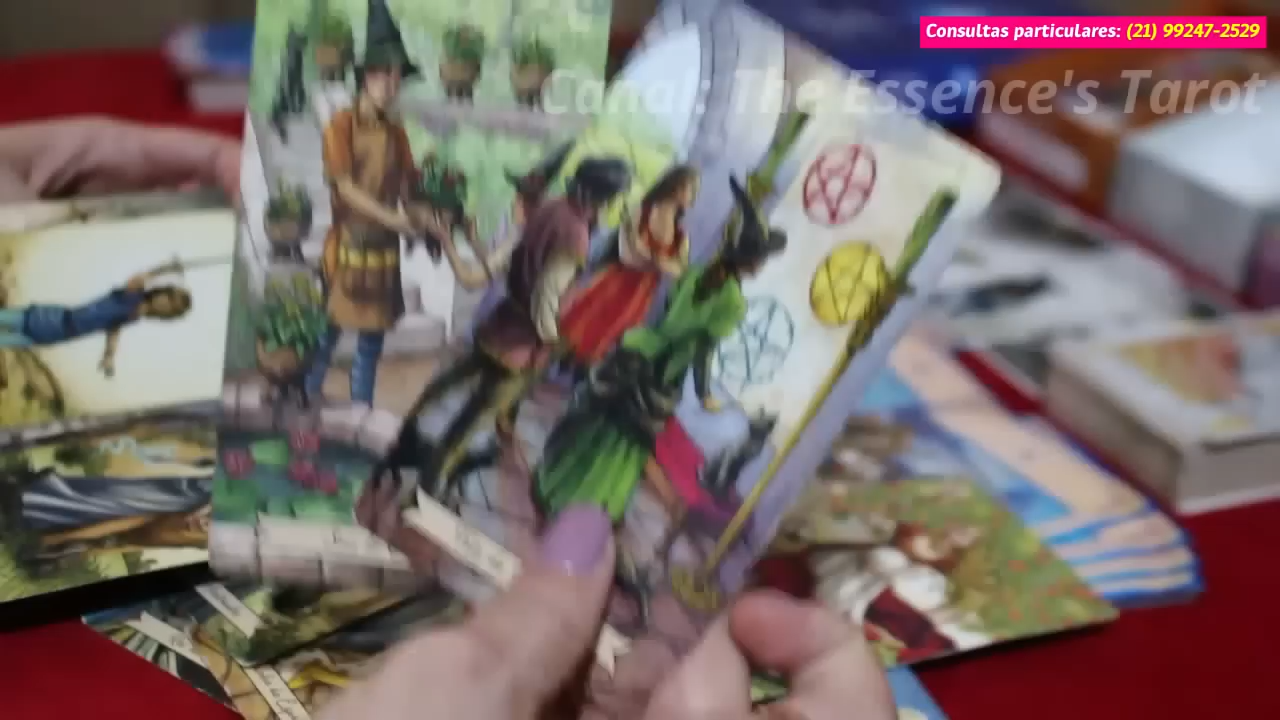 Consultas particulares: (21) 99247-2529
Canal: The Essence's Tarot